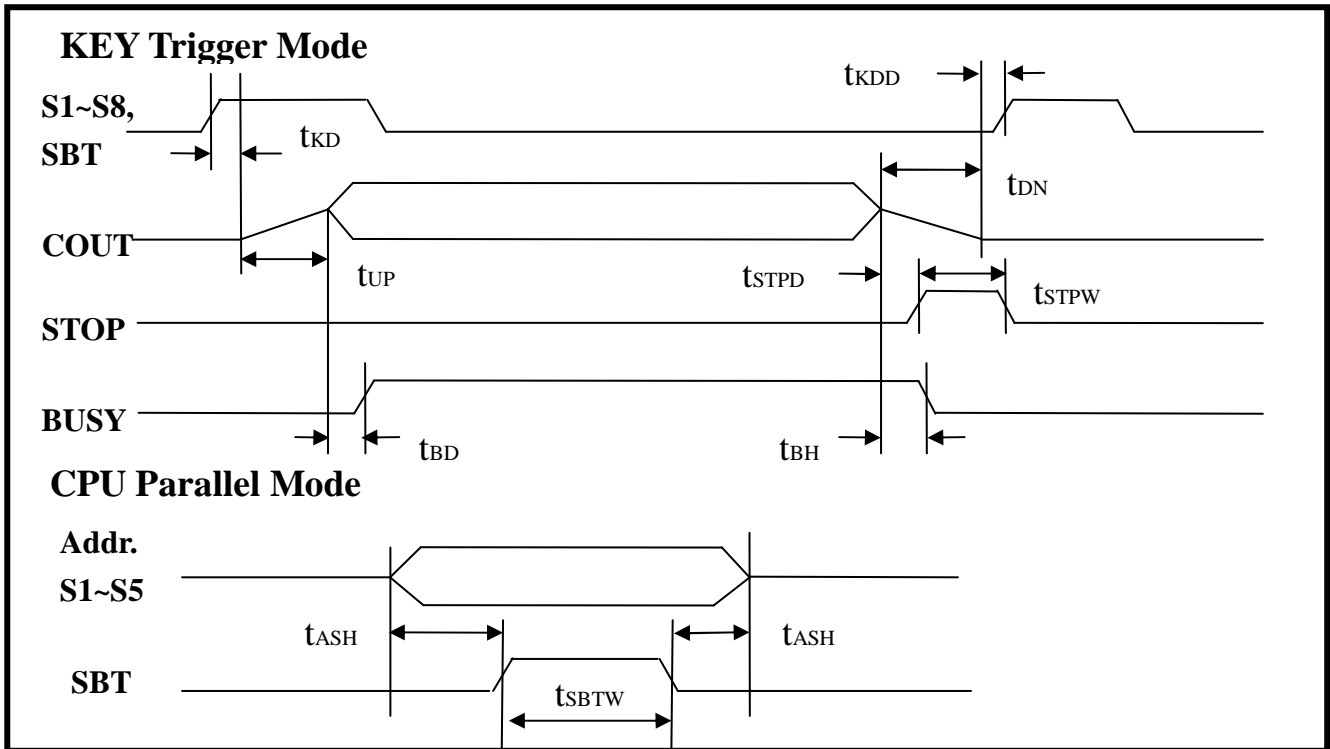 KEY Trigger Mode
tKDD
S1~S8,
SBT
tKD
tDN
COUT
tUP
tSTPD
tSTPW
STOP
BUSY
tBD
tBH
CPU Parallel Mode
Addr.
S1~S5
tASH
tASH
SBT
tSBTW